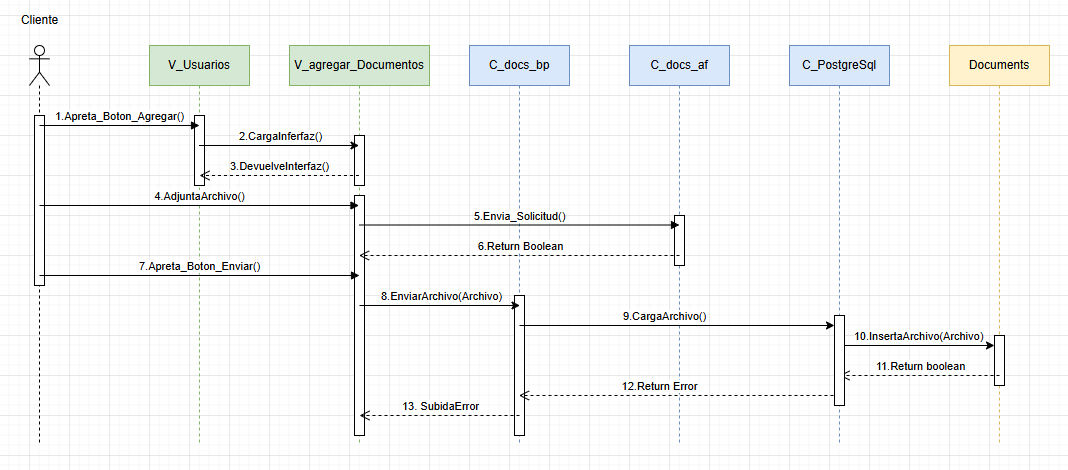 Cliente
V_Usuarios
V_agregar_Documentos
C_docs_bp
C_docs_af
C_PostgreSql
Documents
1.Apreta_Boton_Agregar()
2.CargaInferfaz()
3.DevuelveInterfaz()
4.AdjuntaArchivo()
5.Envia_Solicitud()
6.Return Boolean
7.Apreta_Boton_Enviar()
8.EnviarArchivo(Archivo)
9.CargaArchivo()
10.InsertaArchivo(Archivo)
11.Return boolean
12.Return Error
13. SubidaError